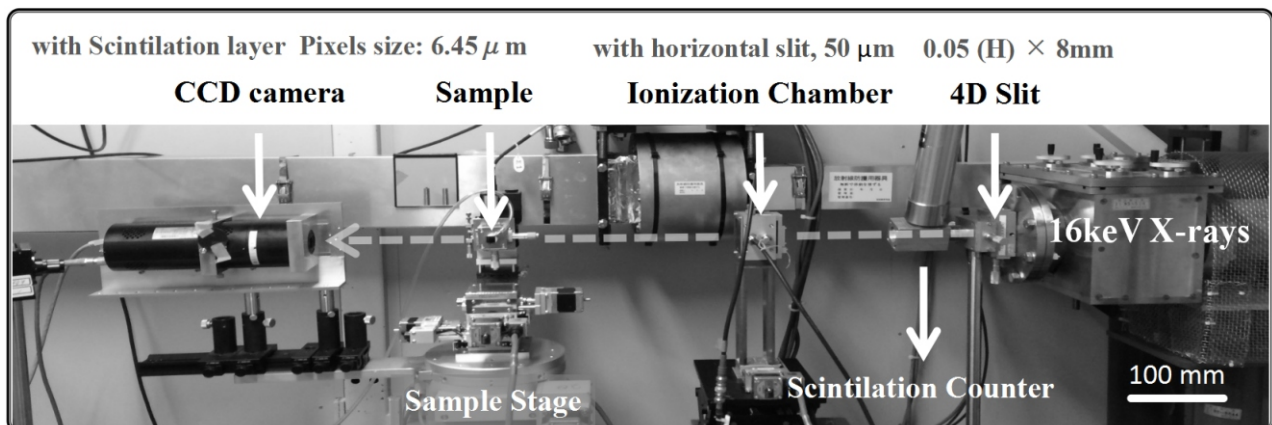 with Scintilation layer Pixels size: 6.45 μ m
with horizontal slit, 50 μm
0.05 (H) × 8mm
CCD camera
Sample
Ionization Chamber
4D Slit
16keV X-rays
Scintilation Counter
Sample Stage
100 mm